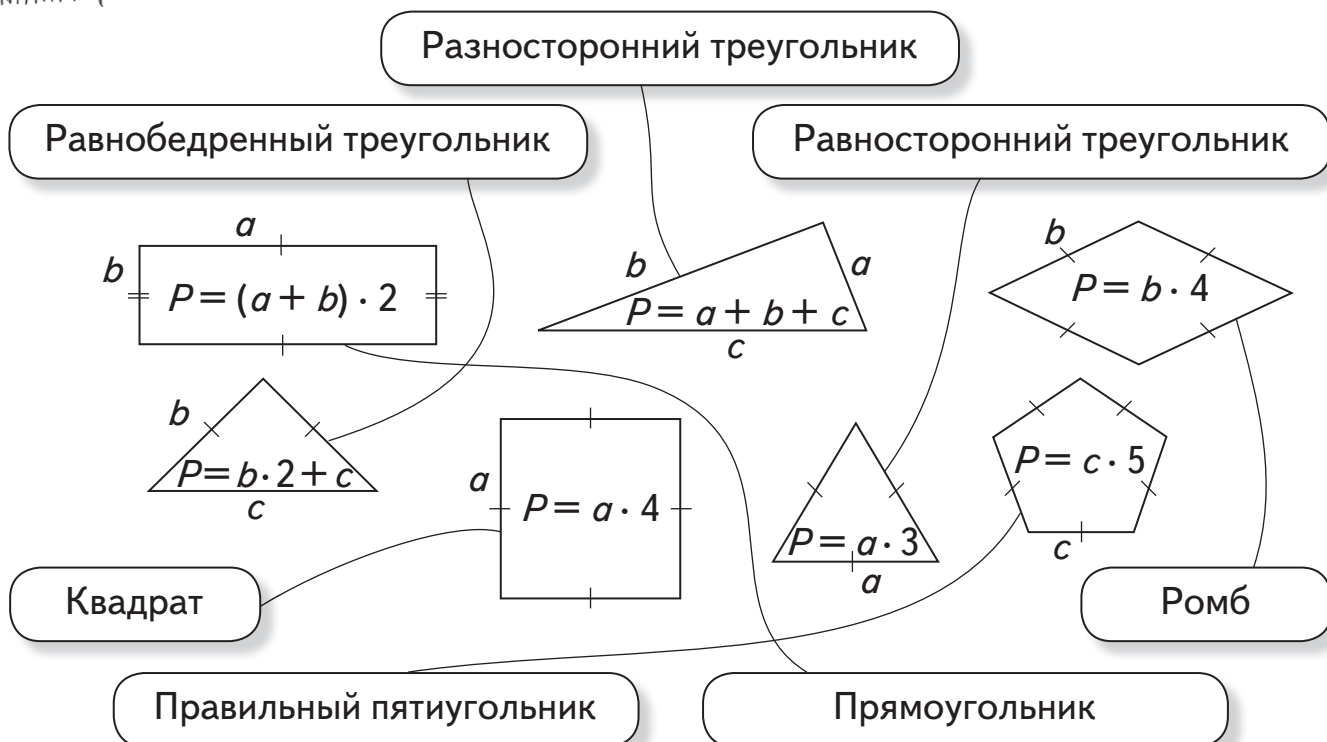 Разносторонний треугольник
Равнобедренный треугольник
Равносторонний треугольник
a
b
P = (a + b) · 2
b
a
P = a + b + c
c
b
P = b · 4
b
P = b · 2 + c
c
a
P = a · 4
P = a · 3
a
P = c · 5
c
Квадрат
Ромб
Правильный пятиугольник
Прямоугольник